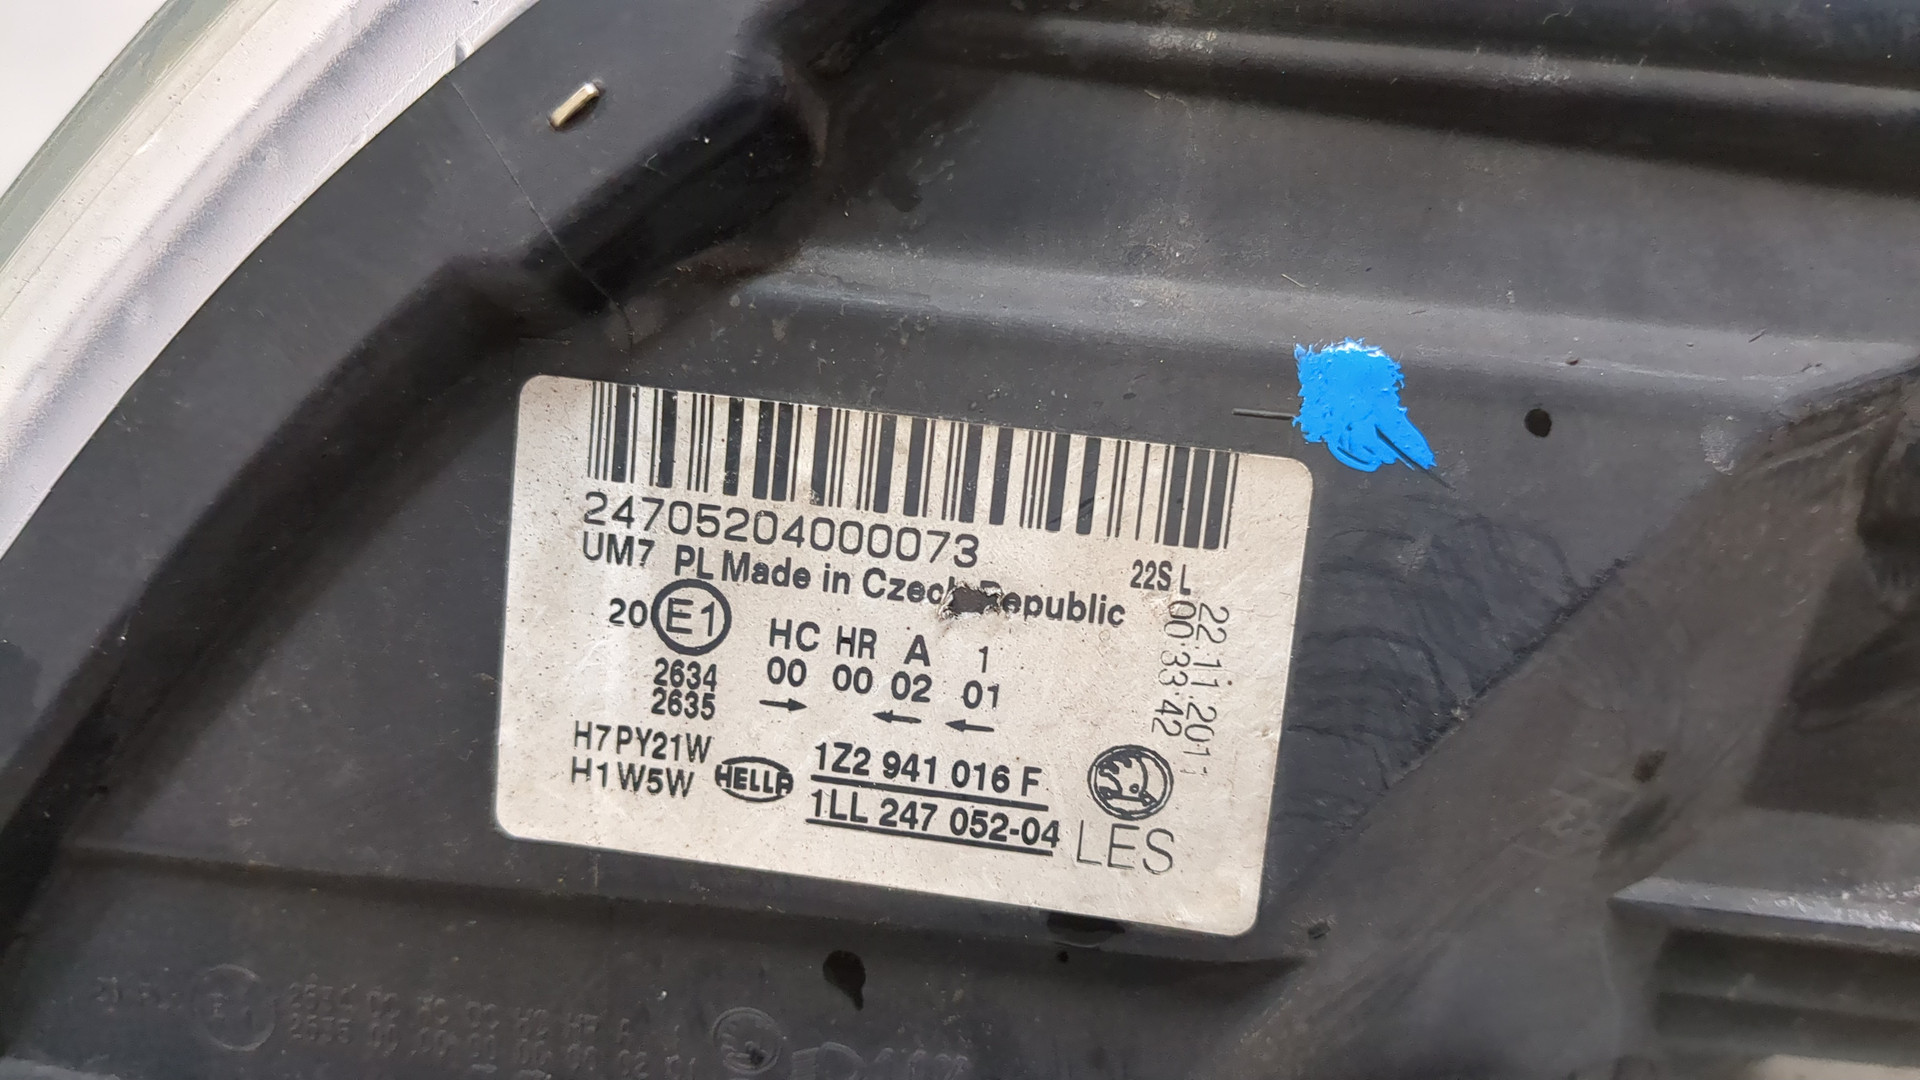 24705204000073
UM7 PL Made in Czech Republic
22S L
22.11.2011
00:33:42
20 E1
HC HR A 1
2634 00 00 02 01
2635 → ← ←
H7 PY21W
H1 W5W
HELLA
1Z2 941 016 F
1LL 247 052-04
LES